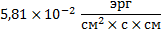 5,81 × 10⁻² эрг / (см² × с × см)